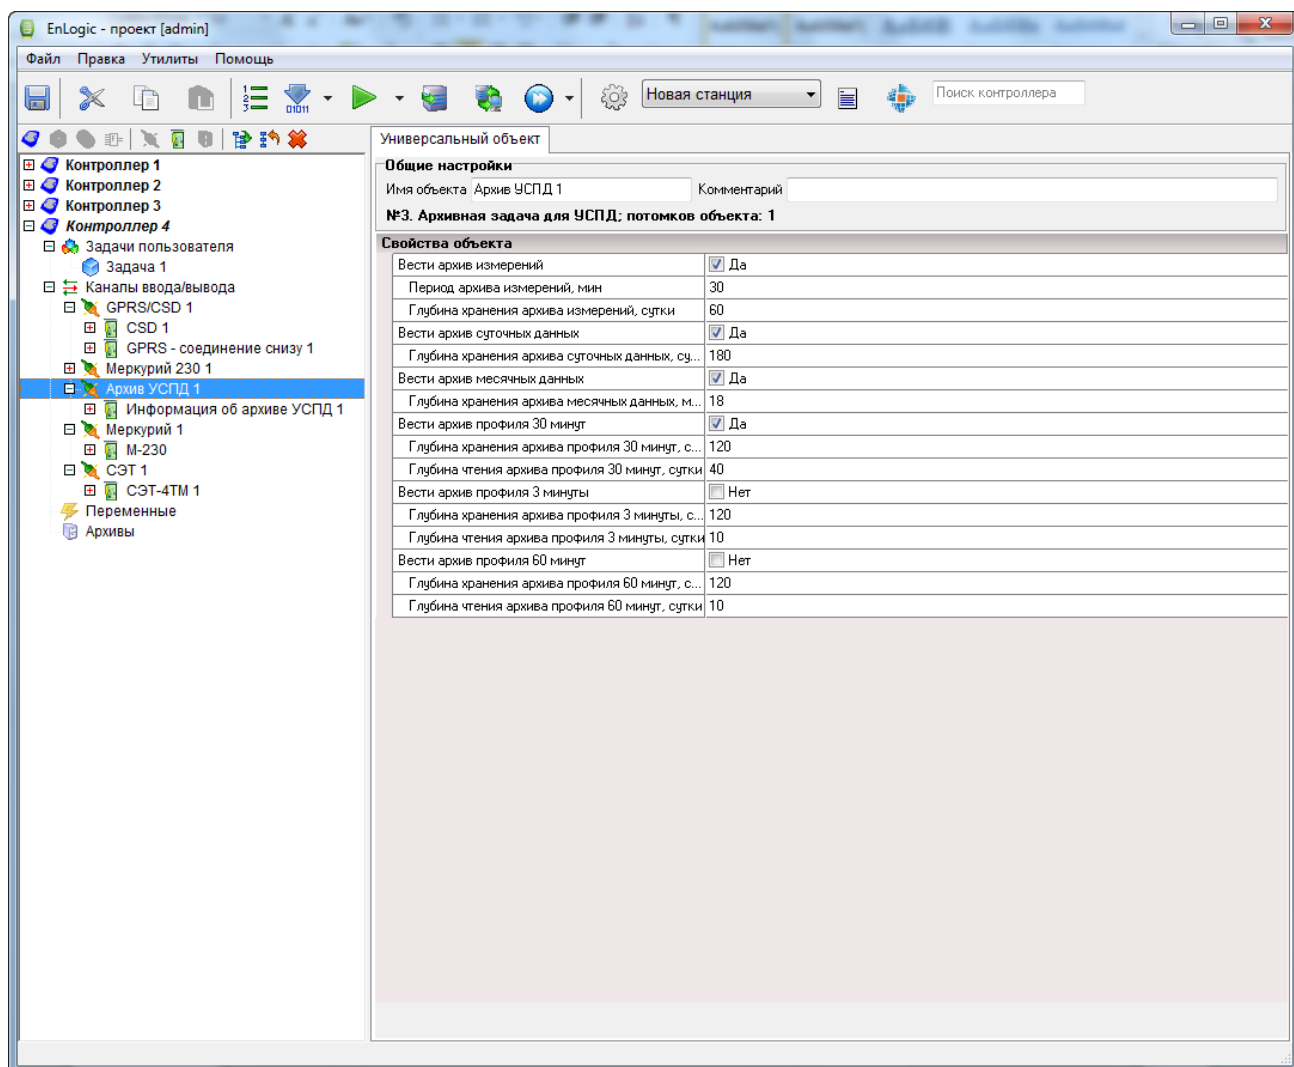 EnLogic - проект [admin]
Файл Правка Утилиты Помощь
Новая станция
Поиск контроллера
Контроллер 1
Контроллер 2
Контроллер 3
Контроллер 4
Задачи пользователя
Задача 1
Каналы ввода/вывода
GPRS/CSD 1
CSD 1
GPRS - соединение снизу 1
Меркурий 230 1
Архив УСПД 1
Информация об архиве УСПД 1
Меркурий 1
М-230
СЭТ 1
СЭТ-4ТМ 1
Переменные
Архивы
Универсальный объект
Общие настройки
Имя объекта Архив УСПД 1 Комментарий
№3. Архивная задача для УСПД; потомков объекта: 1
Свойства объекта
Вести архив измерений Да
Период архива измерений, мин 30
Глубина хранения архива измерений, сутки 60
Вести архив суточных данных Да
Глубина хранения архива суточных данных, су... 180
Вести архив месячных данных Да
Глубина хранения архива месячных данных, м... 18
Вести архив профиля 30 минут Да
Глубина хранения архива профиля 30 минут, с... 120
Глубина чтения архива профиля 30 минут, сутки 40
Вести архив профиля 3 минуты Нет
Глубина хранения архива профиля 3 минуты, с... 120
Глубина чтения архива профиля 3 минуты, сутки 10
Вести архив профиля 60 минут Нет
Глубина хранения архива профиля 60 минут, с... 120
Глубина чтения архива профиля 60 минут, сутки 10